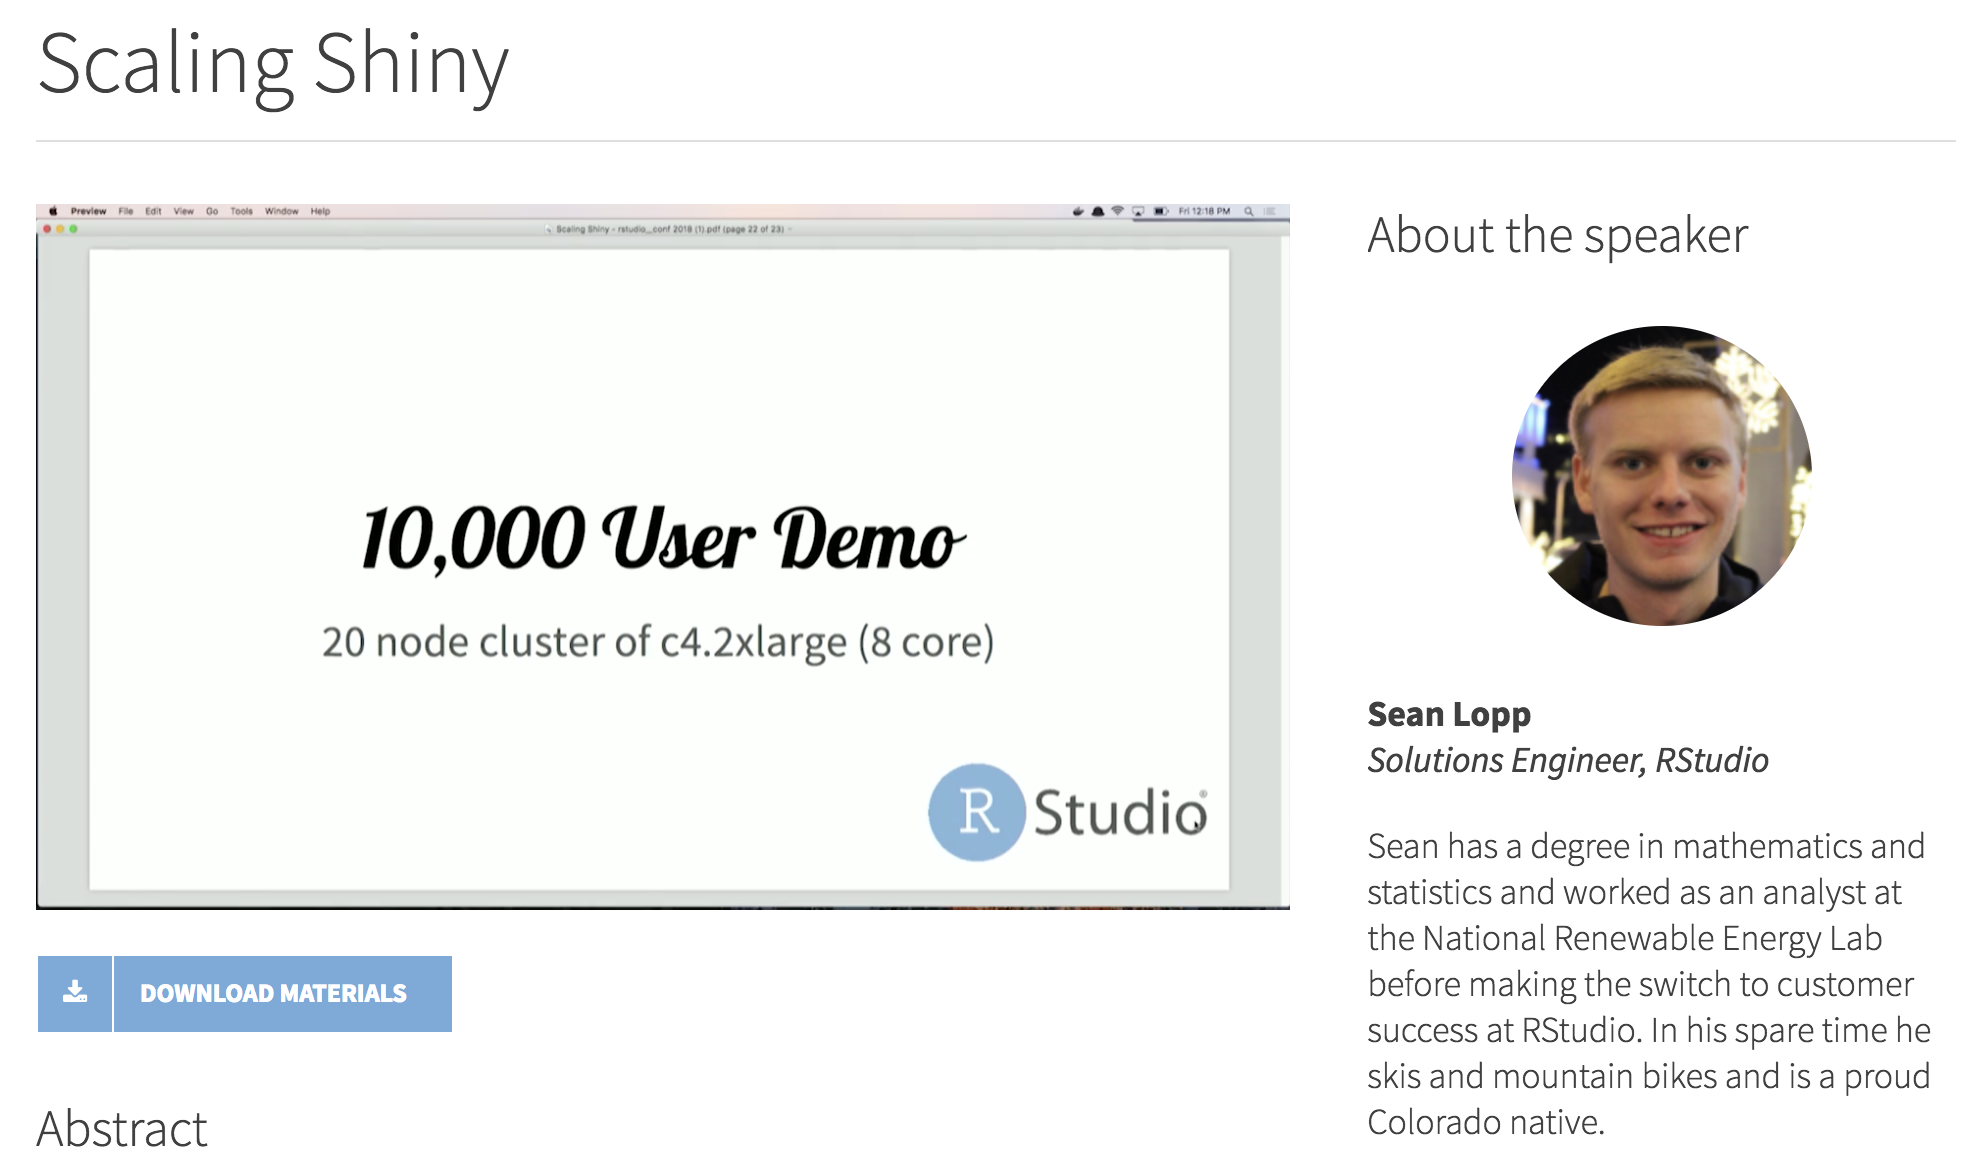 Scaling Shiny
Preview File Edit View Go Tools Window Help
Fri 12:18 PM
Scaling Shiny - rstudio_conf 2018 (1).pdf (page 22 of 23)
10,000 User Demo
20 node cluster of c4.2xlarge (8 core)
R Studio®
DOWNLOAD MATERIALS
Abstract
About the speaker
Sean Lopp
Solutions Engineer, RStudio
Sean has a degree in mathematics and
statistics and worked as an analyst at
the National Renewable Energy Lab
before making the switch to customer
success at RStudio. In his spare time he
skis and mountain bikes and is a proud
Colorado native.